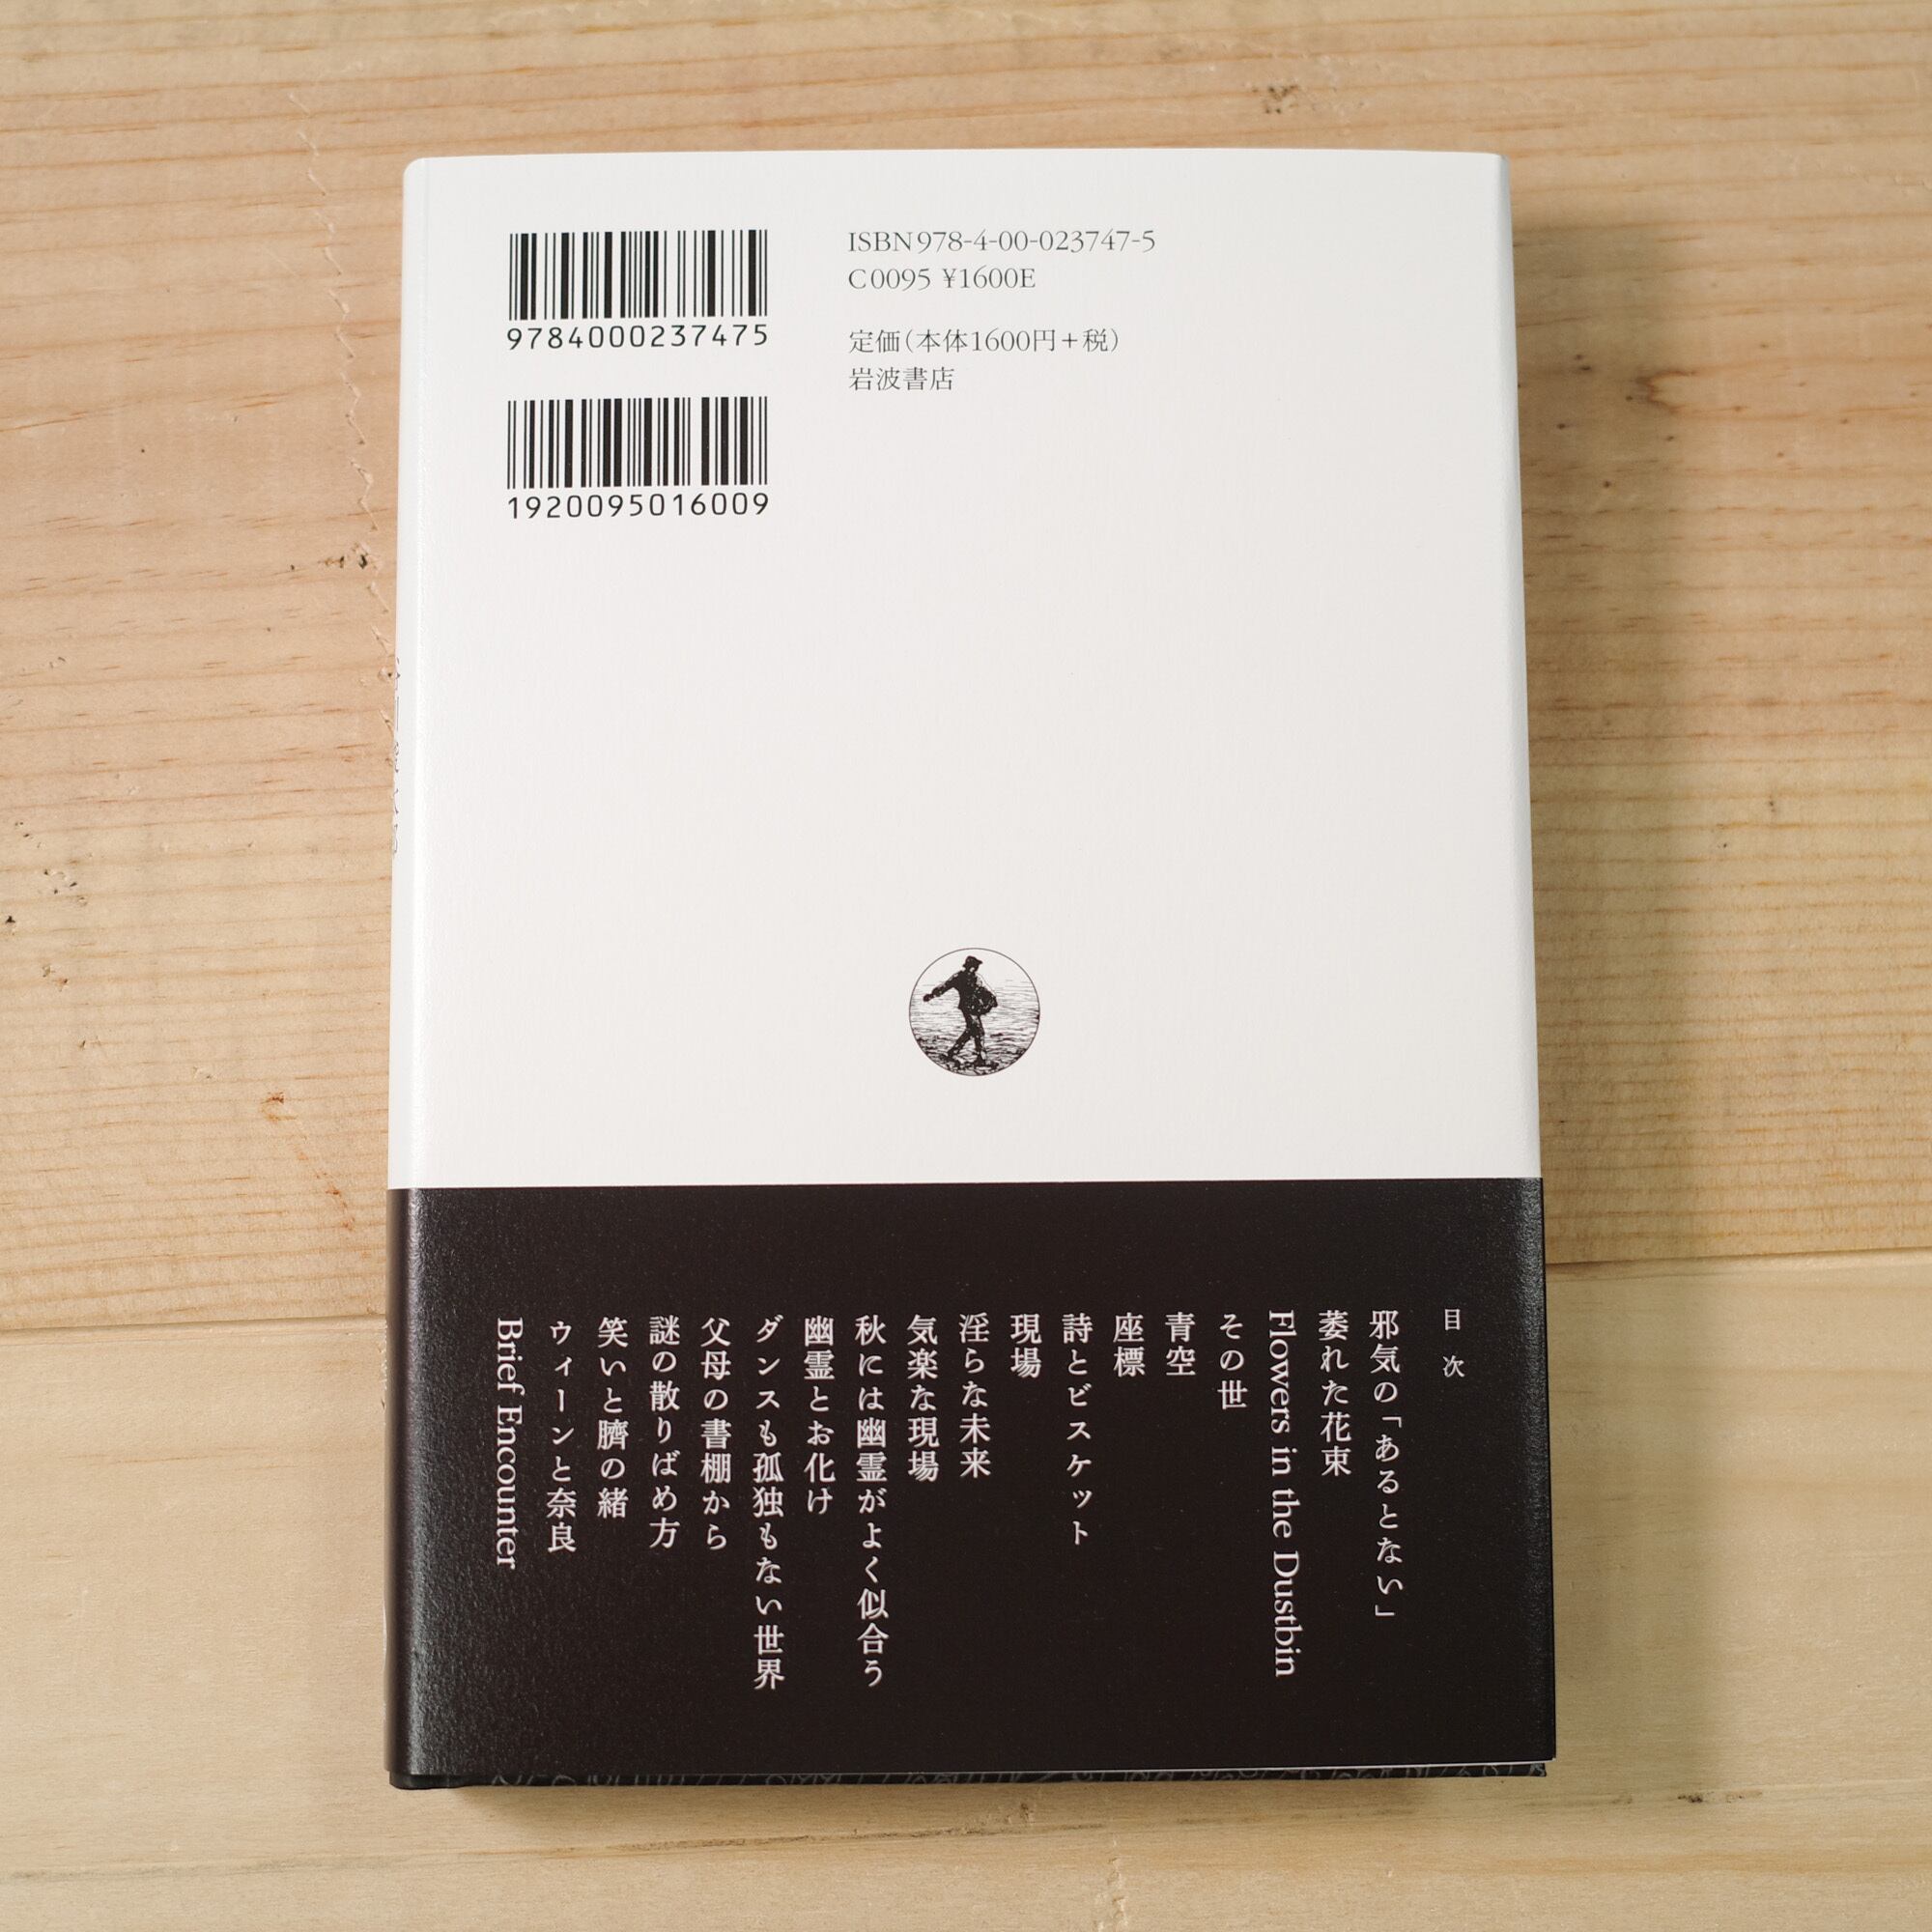 9784000237475
1920095016009
ISBN978-4-00-023747-5
C0095 ¥1600E
定価(本体1600円+税)
岩波書店
目次
邪気の「あるとない」
萎れた花束
Flowers in the Dustbin
その世
青空
座標
詩とビスケット
現場
淫らな未来
気楽な現場
秋には幽霊がよく似合う
幽霊とお化け
ダンスも孤独もない世界
父母の書棚から
謎の散りばめ方
笑いと臍の緒
ウィーンと奈良
Brief Encounter